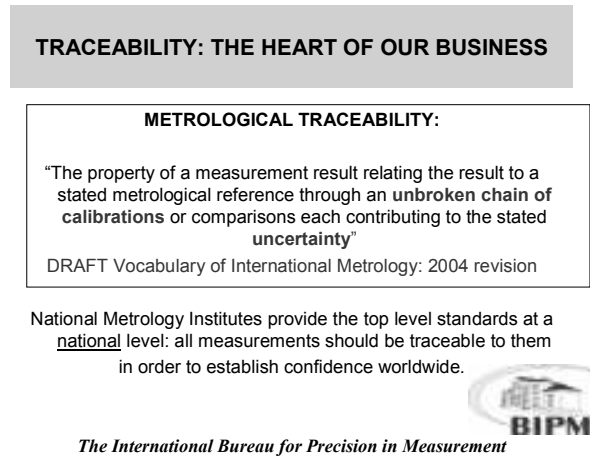 TRACEABILITY: THE HEART OF OUR BUSINESS
METROLOGICAL TRACEABILITY:
“The property of a measurement result relating the result to a
stated metrological reference through an unbroken chain of
calibrations or comparisons each contributing to the stated
uncertainty”
DRAFT Vocabulary of International Metrology: 2004 revision
National Metrology Institutes provide the top level standards at a
national level: all measurements should be traceable to them
in order to establish confidence worldwide.
BIPM
The International Bureau for Precision in Measurement